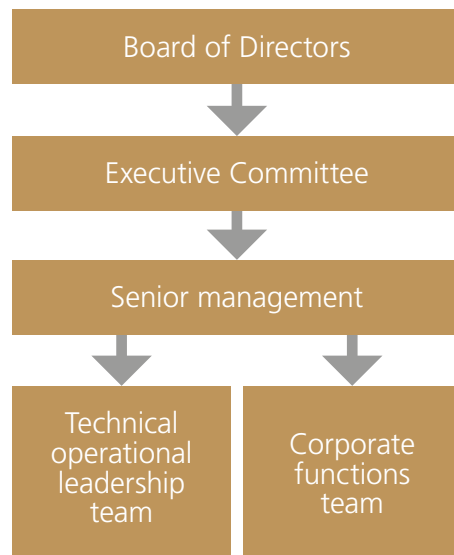 Board of Directors
Executive Committee
Senior management
Technical
operational
leadership
team
Corporate
functions
team